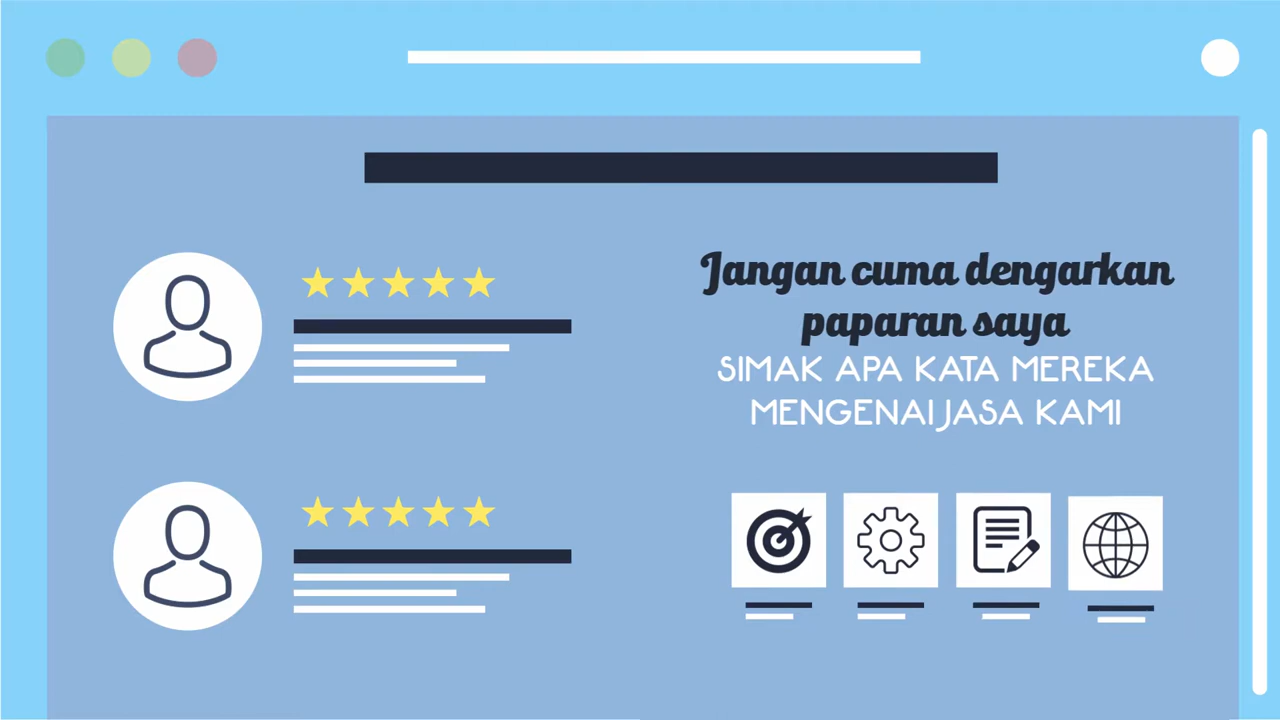 Jangan cuma dengarkan
paparan saya
SIMAK APA KATA MEREKA
MENGENAI JASA KAMI